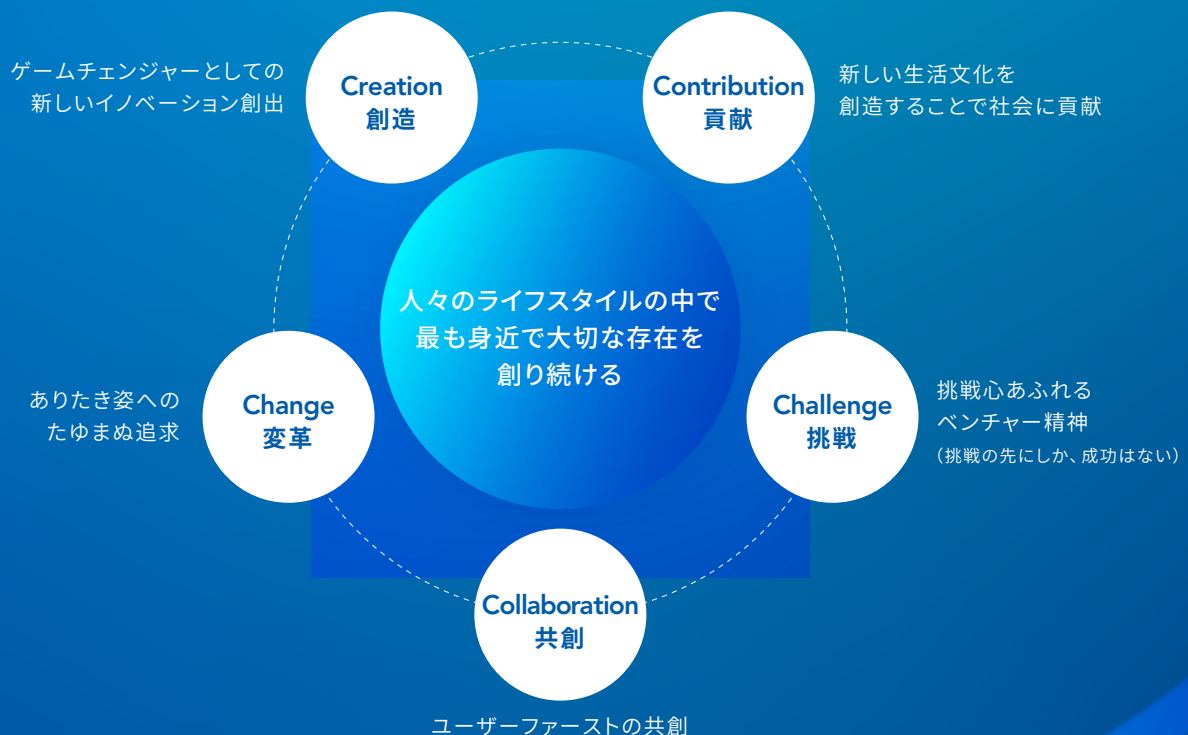 ゲームチェンジャーとしての
新しいイノベーション創出
Creation
創造
Contribution
貢献
新しい生活文化を
創造することで社会に貢献
人々のライフスタイルの中で
最も身近で大切な存在を
創り続ける
ありたき姿への
たゆまぬ追求
Change
変革
Challenge
挑戦
挑戦心あふれる
ベンチャー精神
(挑戦の先にしか、成功はない)
Collaboration
共創
ユーザーファーストの共創